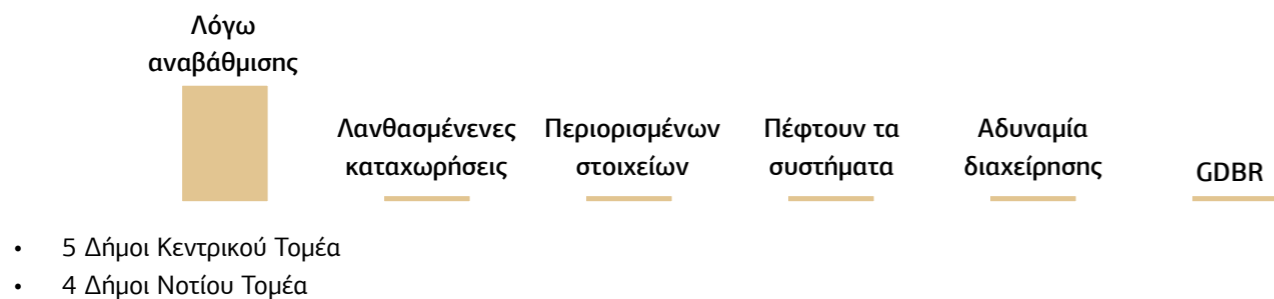 Λόγω
αναβάθμισης
Λανθασμένενες
καταχωρήσεις
Περιορισμένων
στοιχείων
Πέφτουν τα
συστήματα
Αδυναμία
διαχείρησης
GDBR
• 5 Δήμοι Κεντρικού Τομέα
• 4 Δήμοι Νοτίου Τομέα